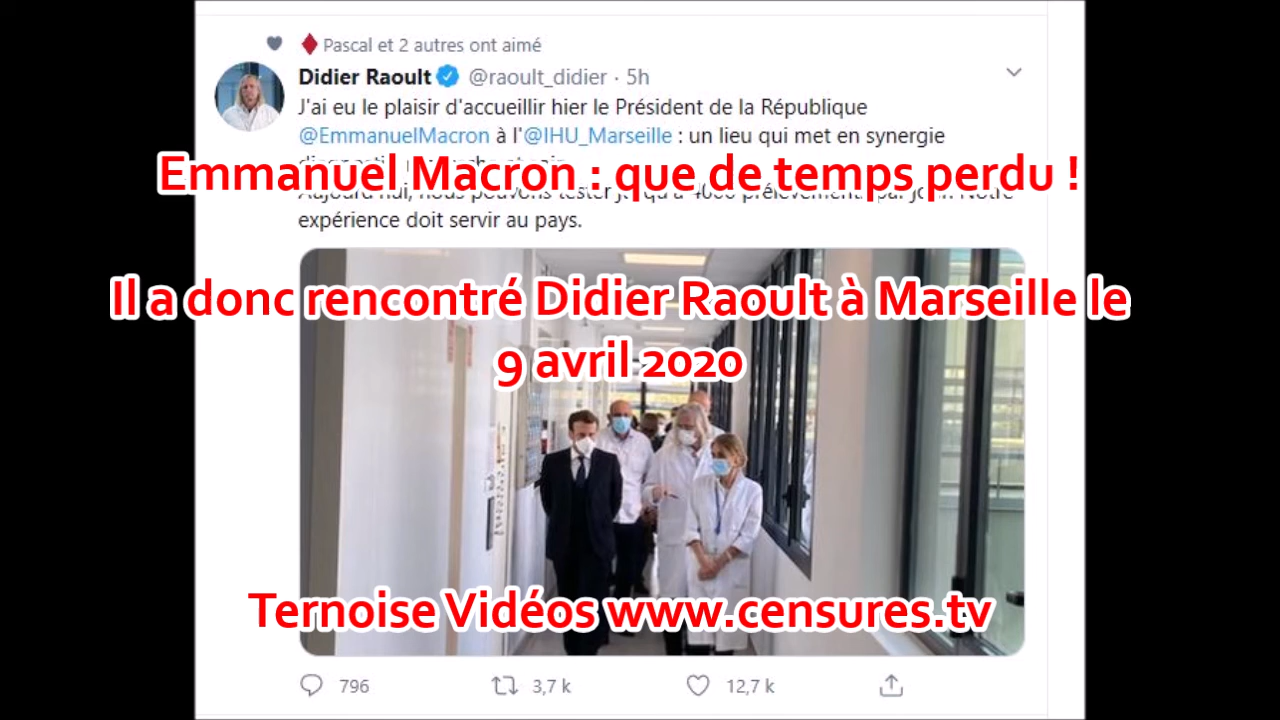 Pascal et 2 autres ont aimé
Didier Raoult @raoult_didier · 5h
J'ai eu le plaisir d'accueillir hier le Président de la République
@EmmanuelMacron à l'@IHU_Marseille : un lieu qui met en synergie
Emmanuel Macron : que de temps perdu !
expérience doit servir au pays.
Il a donc rencontré Didier Raoult à Marseille le
9 avril 2020
Ternoise Vidéos www.censures.tv
796 3,7 k 12,7 k